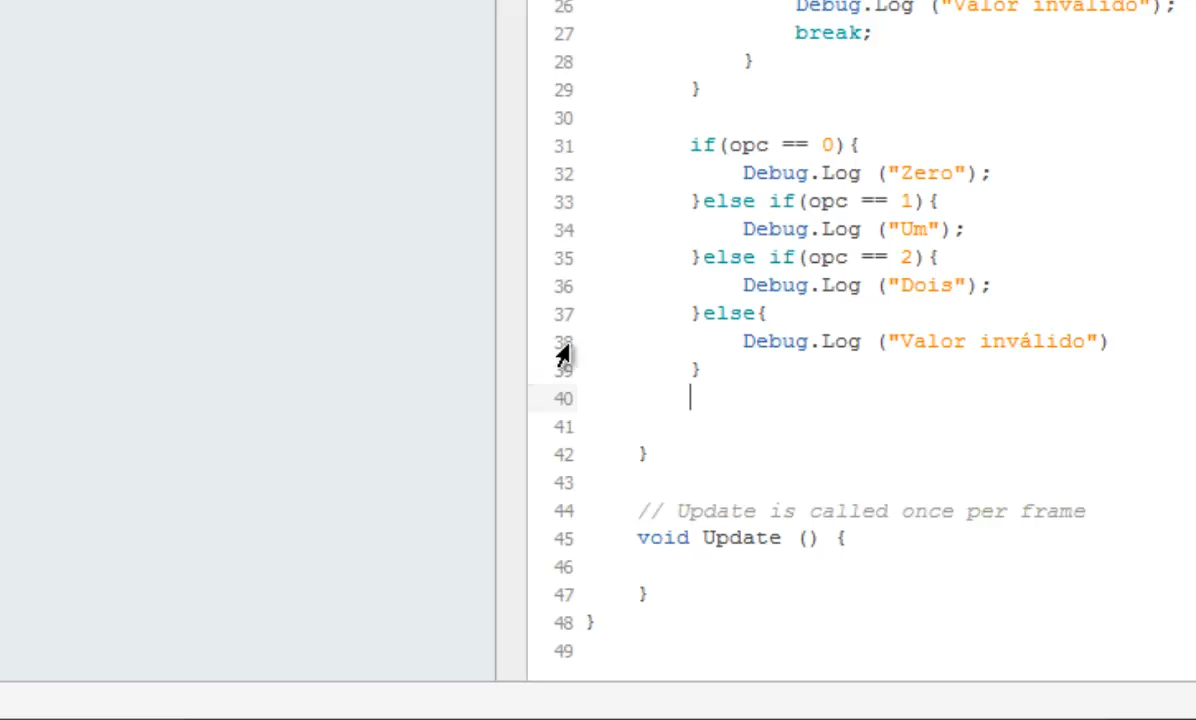 26 Debug.Log ("Valor inválido");
27 break;
28 }
29 }
30
31 if(opc == 0){
32 Debug.Log ("Zero");
33 }else if(opc == 1){
34 Debug.Log ("Um");
35 }else if(opc == 2){
36 Debug.Log ("Dois");
37 }else{
38 Debug.Log ("Valor inválido")
39 }
40
41
42 }
43
44 // Update is called once per frame
45 void Update () {
46
47 }
48 }
49